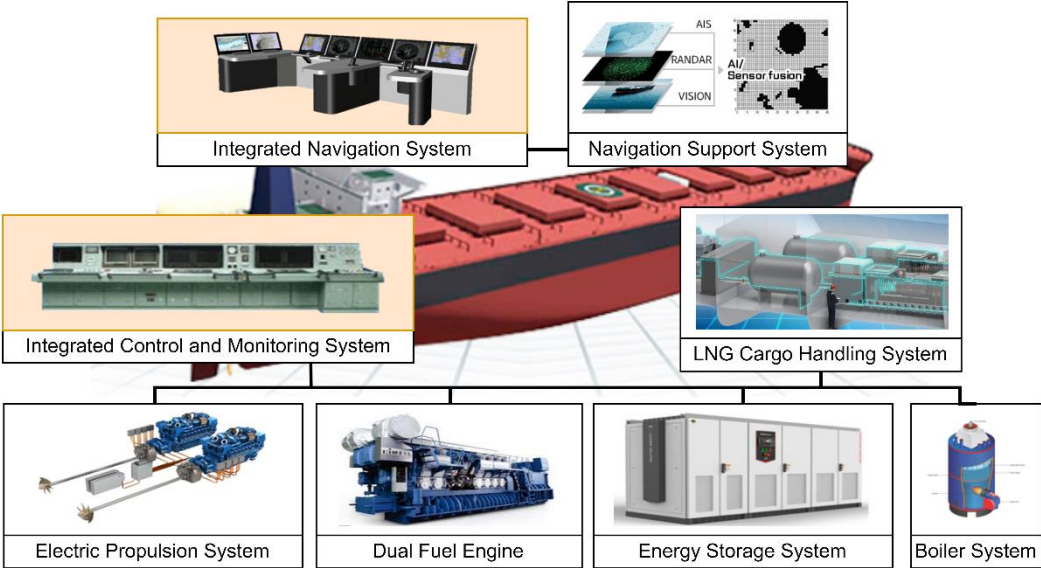 AIS
RANDAR
VISION
AI/
Sensor fusion
Integrated Navigation System
Navigation Support System
Integrated Control and Monitoring System
LNG Cargo Handling System
Electric Propulsion System
Dual Fuel Engine
Energy Storage System
Boiler System